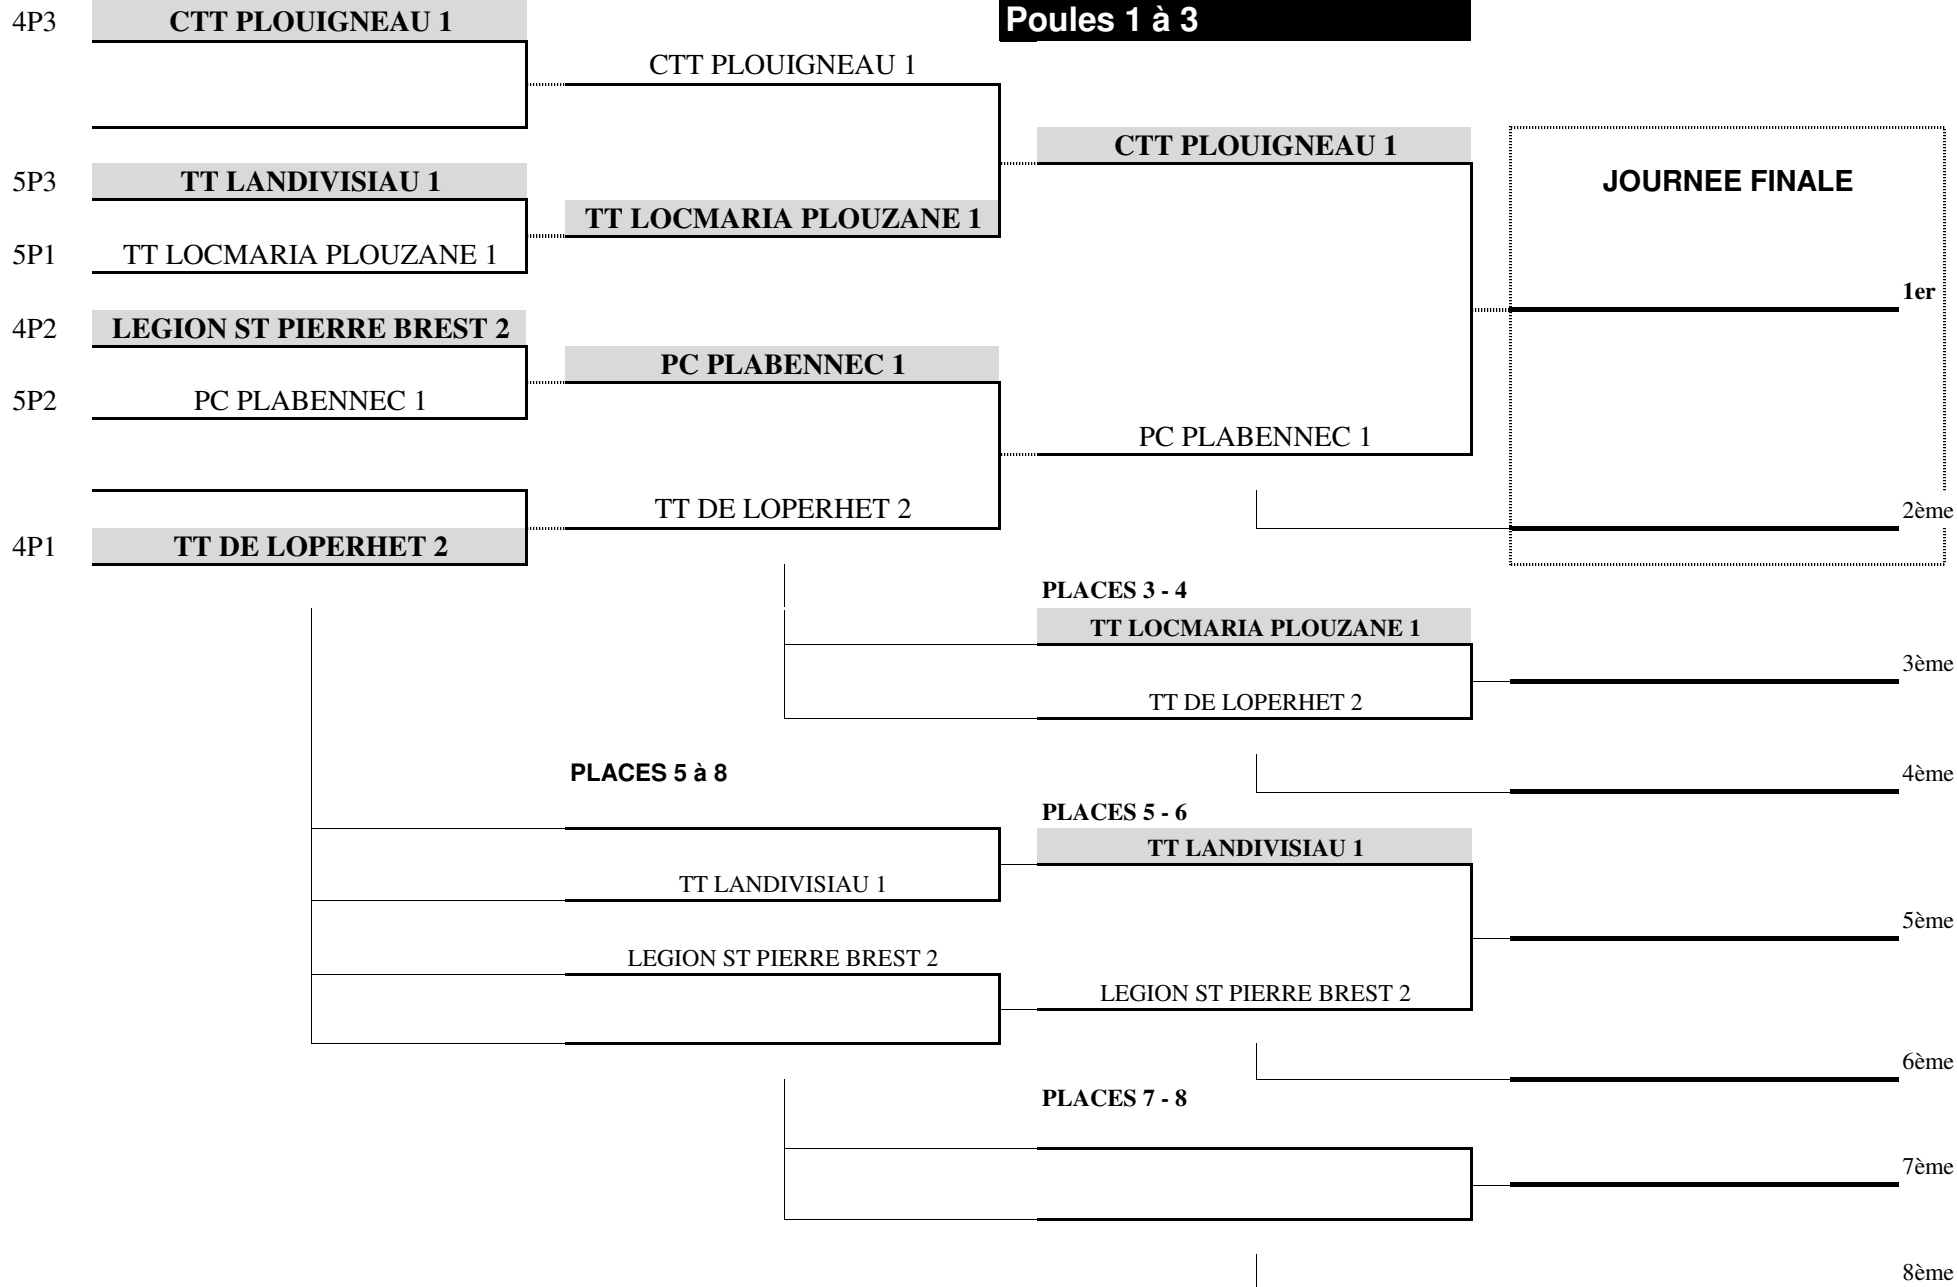 4P3
CTT PLOUIGNEAU 1
Poules 1 à 3
CTT PLOUIGNEAU 1
CTT PLOUIGNEAU 1
JOURNEE FINALE
5P3
TT LANDIVISIAU 1
TT LOCMARIA PLOUZANE 1
5P1
TT LOCMARIA PLOUZANE 1
1er
4P2
LEGION ST PIERRE BREST 2
PC PLABENNEC 1
5P2
PC PLABENNEC 1
PC PLABENNEC 1
TT DE LOPERHET 2
2ème
4P1
TT DE LOPERHET 2
PLACES 3 - 4
TT LOCMARIA PLOUZANE 1
3ème
TT DE LOPERHET 2
PLACES 5 à 8
4ème
PLACES 5 - 6
TT LANDIVISIAU 1
TT LANDIVISIAU 1
5ème
LEGION ST PIERRE BREST 2
LEGION ST PIERRE BREST 2
6ème
PLACES 7 - 8
7ème
8ème